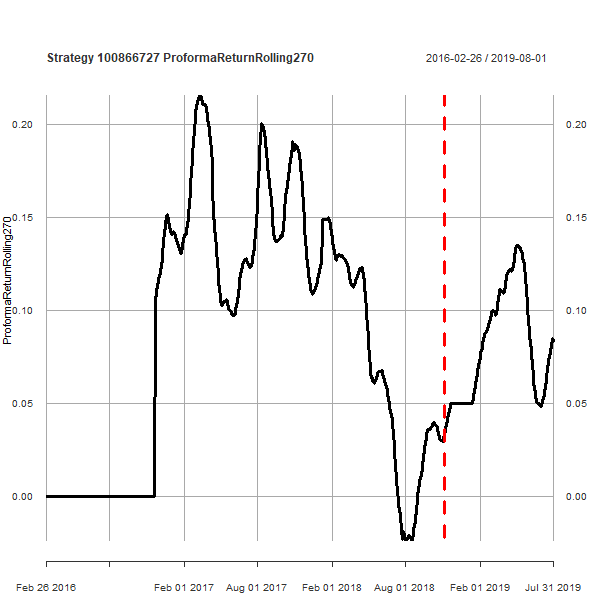 Strategy 100866727 ProformaReturnRolling270
2016-02-26 / 2019-08-01
0.20
0.20
0.15
0.15
0.10
0.10
0.05
0.05
0.00
0.00
ProformaReturnRolling270
Feb 26 2016
Feb 01 2017
Aug 01 2017
Feb 01 2018
Aug 01 2018
Feb 01 2019
Jul 31 2019